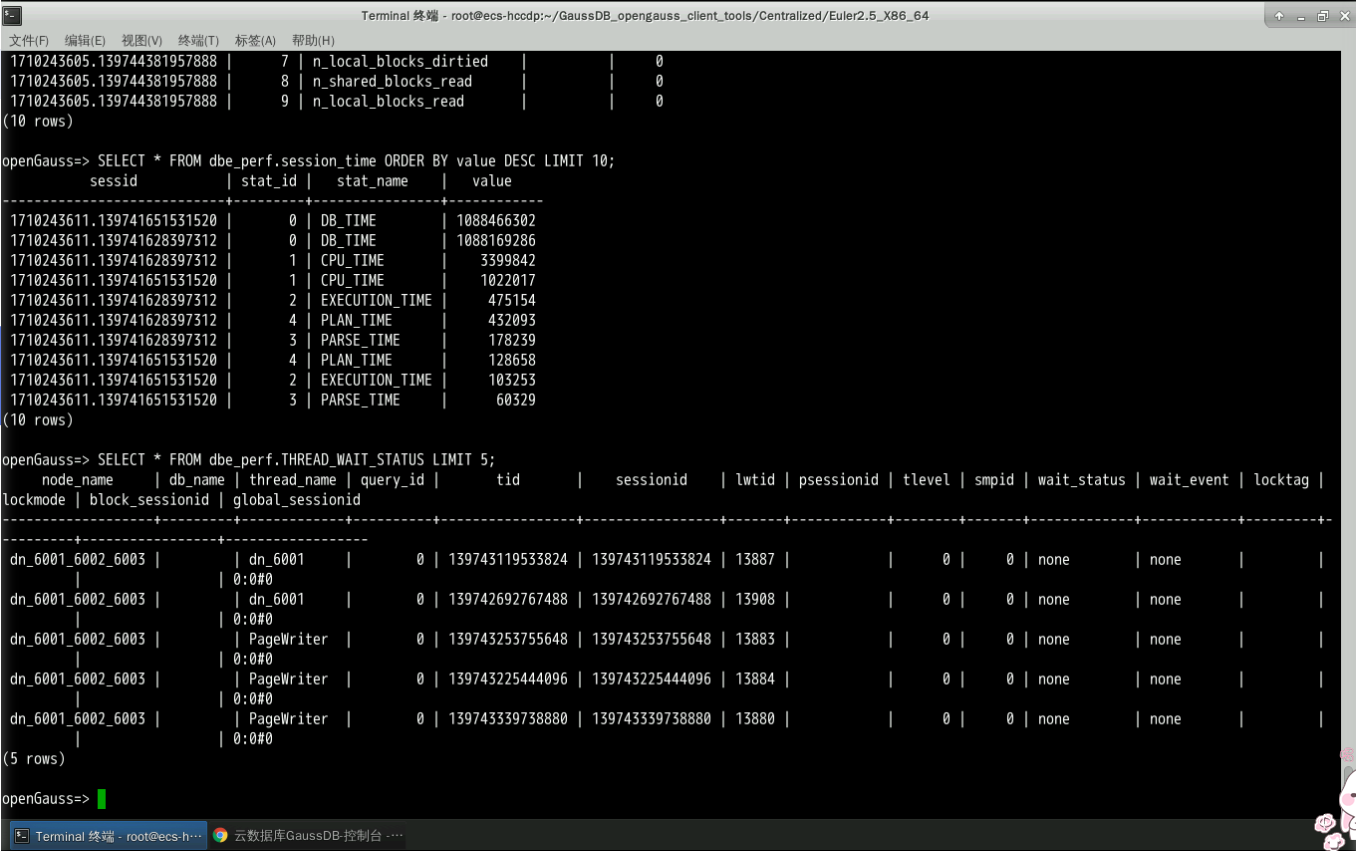 Terminal 终端 - root@ecs-hccdp:~/GaussDB_opengauss_client_tools/Centralized/Euler2.5_X86_64
文件(F) 编辑(E) 视图(V) 终端(T) 标签(A) 帮助(H)
1710243605.139744381957888 | 7 | n_local_blocks_dirtied | | 0
1710243605.139744381957888 | 8 | n_shared_blocks_read | | 0
1710243605.139744381957888 | 9 | n_local_blocks_read | | 0
(10 rows)
openGauss=> SELECT * FROM dbe_perf.session_time ORDER BY value DESC LIMIT 10;
sessid | stat_id | stat_name | value
---------------------------+---------+----------------+------------
1710243611.139741651531520 | 0 | DB_TIME | 1088466302
1710243611.139741628397312 | 0 | DB_TIME | 1088169286
1710243611.139741628397312 | 1 | CPU_TIME | 3399842
1710243611.139741651531520 | 1 | CPU_TIME | 1022017
1710243611.139741628397312 | 2 | EXECUTION_TIME | 475154
1710243611.139741628397312 | 4 | PLAN_TIME | 432093
1710243611.139741628397312 | 3 | PARSE_TIME | 178239
1710243611.139741651531520 | 4 | PLAN_TIME | 128658
1710243611.139741651531520 | 2 | EXECUTION_TIME | 103253
1710243611.139741651531520 | 3 | PARSE_TIME | 60329
(10 rows)
openGauss=> SELECT * FROM dbe_perf.THREAD_WAIT_STATUS LIMIT 5;
node_name | db_name | thread_name | query_id | tid | sessionid | lwtid | psessionid | tlevel | smpid | wait_status | wait_event | locktag |
lockmode | block_sessionid | global_sessionid
-------------------+---------+-------------+----------+-----------------+-----------------+-------+------------+--------+-------+-------------+------------+---------+-
---------+-----------------+------------------
dn_6001_6002_6003 | | dn_6001 | 0 | 139743119533824 | 139743119533824 | 13887 | | 0 | 0 | none | none | |
| | 0:0#0
dn_6001_6002_6003 | | dn_6001 | 0 | 139742692767488 | 139742692767488 | 13908 | | 0 | 0 | none | none | |
| | 0:0#0
dn_6001_6002_6003 | | PageWriter | 0 | 139743253755648 | 139743253755648 | 13883 | | 0 | 0 | none | none | |
| | 0:0#0
dn_6001_6002_6003 | | PageWriter | 0 | 139743225444096 | 139743225444096 | 13884 | | 0 | 0 | none | none | |
| | 0:0#0
dn_6001_6002_6003 | | PageWriter | 0 | 139743339738880 | 139743339738880 | 13880 | | 0 | 0 | none | none | |
| | 0:0#0
(5 rows)
openGauss=>
Terminal 终端 - root@ecs-h··· 云数据库GaussDB-控制台 - ···